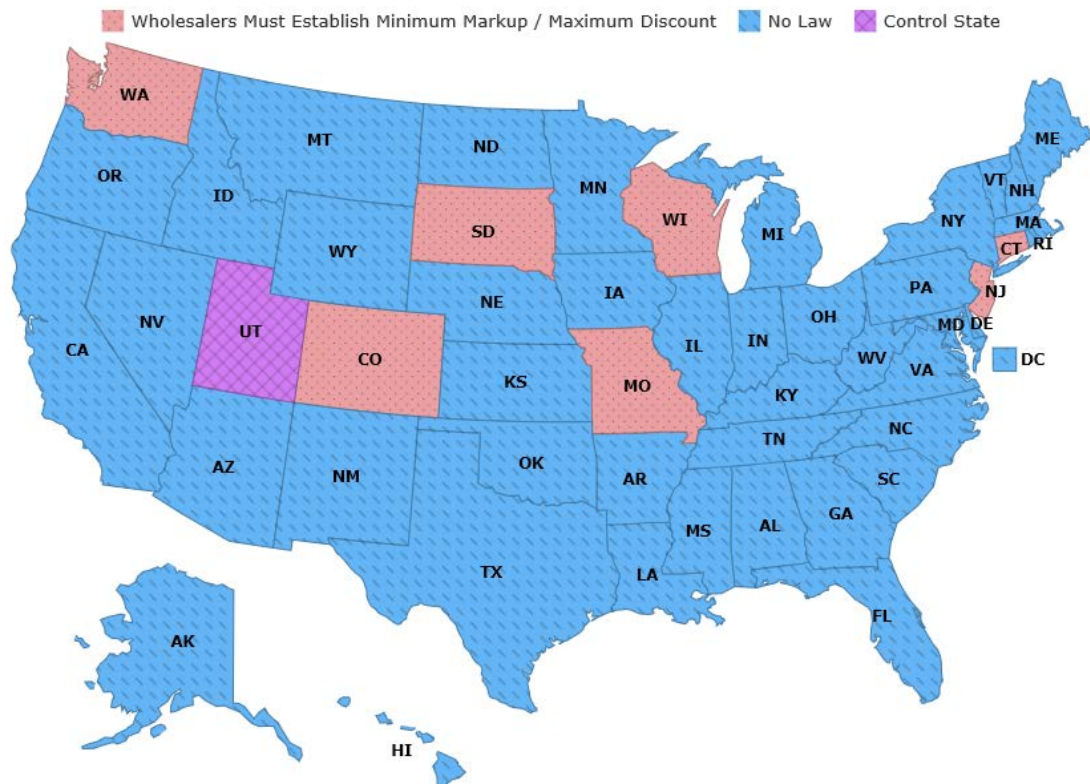 Wholesalers Must Establish Minimum Markup / Maximum Discount No Law Control State
WA
MT
ND
ME
OR
ID
MN
VT
NH
WI
NY
MA
SD
MI
CT
RI
WY
IA
PA
NJ
NE
OH
NV
UT
IL
IN
MD
DE
CA
CO
WV
DC
KS
MO
VA
KY
NC
TN
AZ
NM
OK
AR
SC
MS
AL
GA
TX
LA
FL
AK
HI